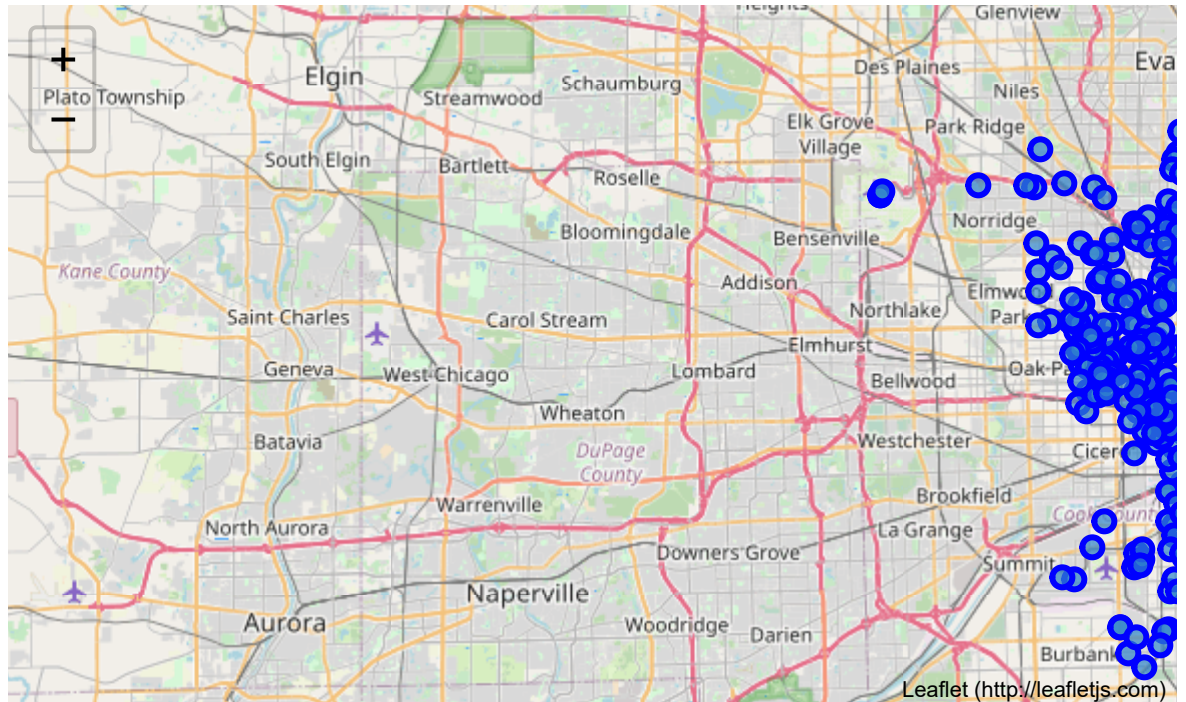 Heights
Glenview
+
Elgin
Des Plaines
Eva
Schaumburg
Plato Township
Streamwood
Niles
−
Elk Grove
Village
Park Ridge
South Elgin
Bartlett
Roselle
Norridge
Bloomingdale
Bensenville
Kane County
Addison
Elmwo
Park
Northlake
Saint Charles
Carol Stream
Elmhurst
Geneva
West Chicago
Lombard
Oak Pa
Bellwood
Wheaton
Batavia
DuPage
County
Westchester
Cicer
Brookfield
Warrenville
Cook County
North Aurora
La Grange
Downers Grove
Summit
Naperville
Aurora
Woodridge
Darien
Burbank
Leaflet (http://leafletjs.com)